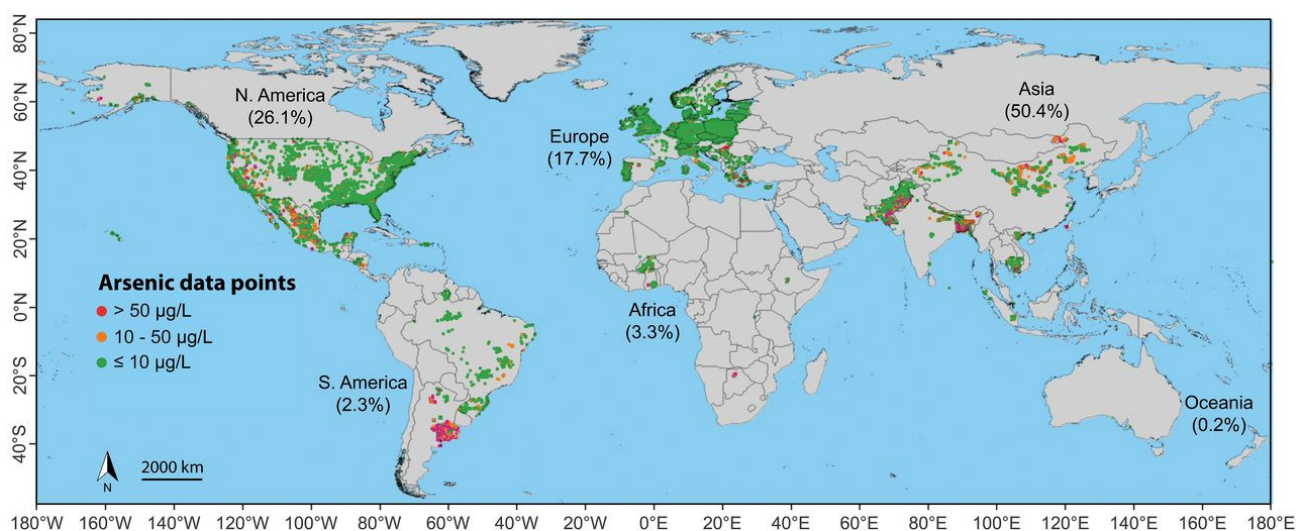 80°N
60°N
40°N
20°N
0°N
20°S
40°S
N. America
(26.1%)
Europe
(17.7%)
Asia
(50.4%)
Africa
(3.3%)
S. America
(2.3%)
Oceania
(0.2%)
Arsenic data points
> 50 µg/L
10 - 50 µg/L
≤ 10 µg/L
N
2000 km
180°W 160°W 140°W 120°W 100°W 80°W 60°W 40°W 20°W 0°E 20°E 40°E 60°E 80°E 100°E 120°E 140°E 160°E 180°E